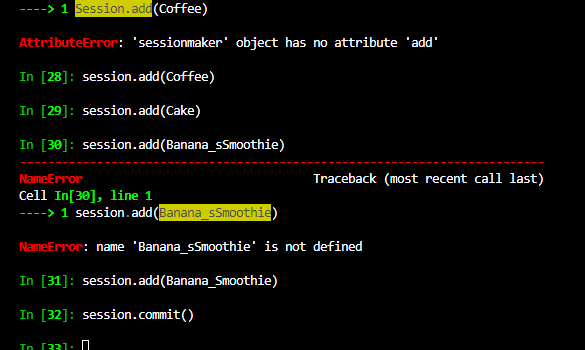 ----> 1 Session.add(Coffee)
AttributeError: 'sessionmaker' object has no attribute 'add'
In [28]: session.add(Coffee)
In [29]: session.add(Cake)
In [30]: session.add(Banana_sSmoothie)
---------------------------------------------------------------------------
NameError                                 Traceback (most recent call last)
Cell In[30], line 1
----> 1 session.add(Banana_sSmoothie)
NameError: name 'Banana_sSmoothie' is not defined
In [31]: session.add(Banana_Smoothie)
In [32]: session.commit()
In [33]: